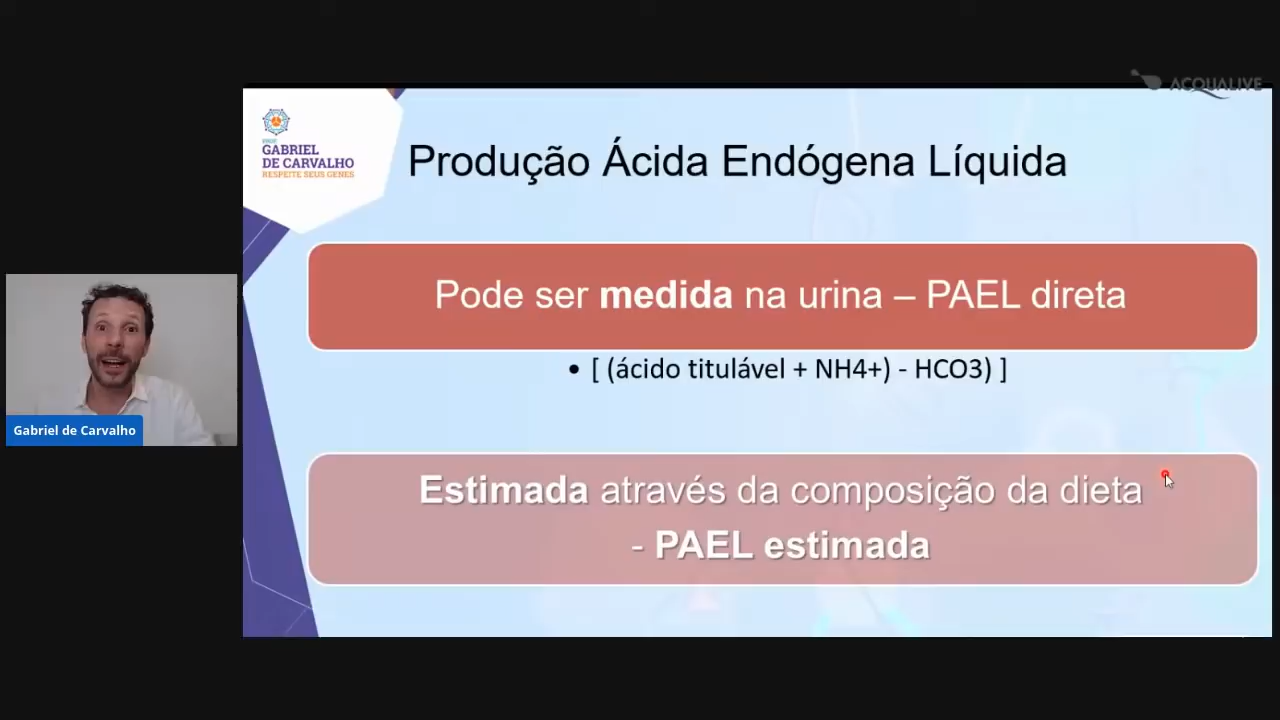 ACQUALIVE
PROF.
GABRIEL
DE CARVALHO
RESPEITE SEUS GENES
Produção Ácida Endógena Líquida
Pode ser medida na urina – PAEL direta
• [ (ácido titulável + NH4+) - HCO3) ]
Gabriel de Carvalho
Estimada através da composição da dieta
- PAEL estimada